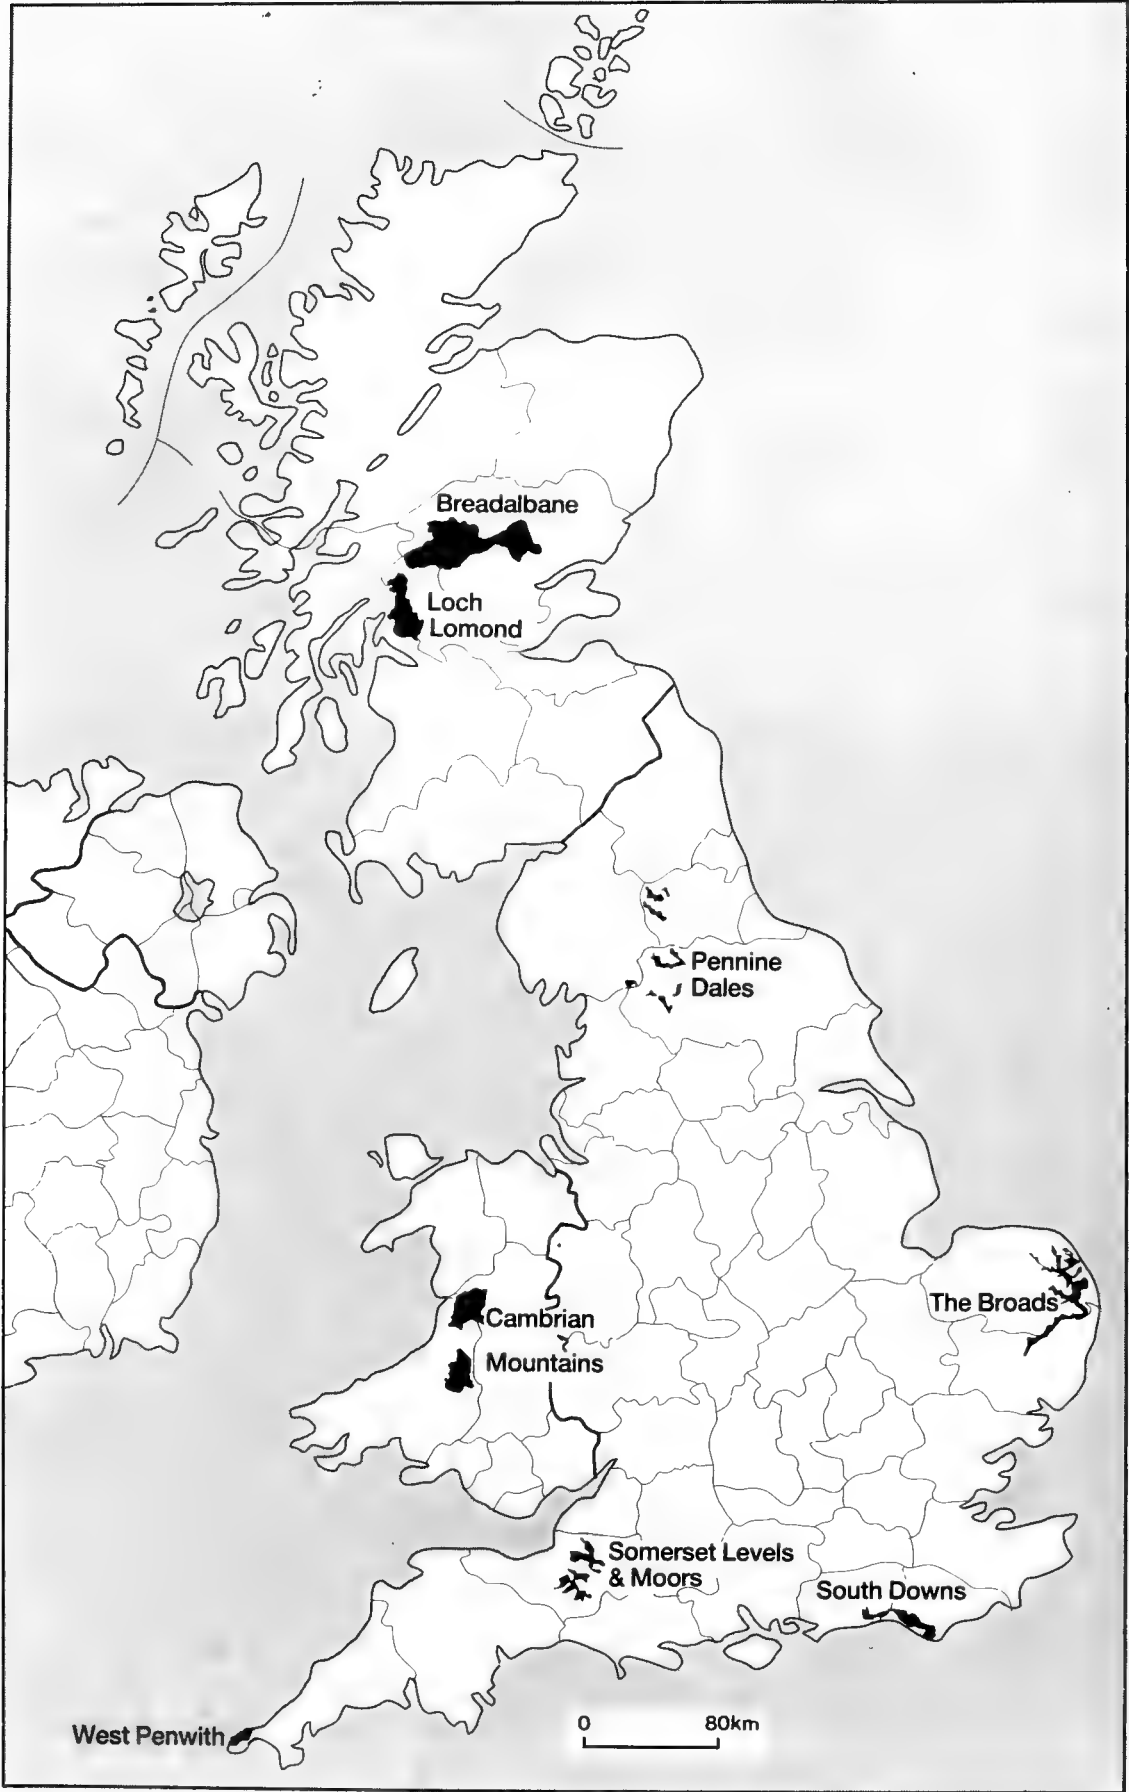 Breadalbane
Loch
Lomond
Pennine
Dales
The Broads
Cambrian
Mountains
Somerset Levels
& Moors
South Downs
West Penwith
0 80km